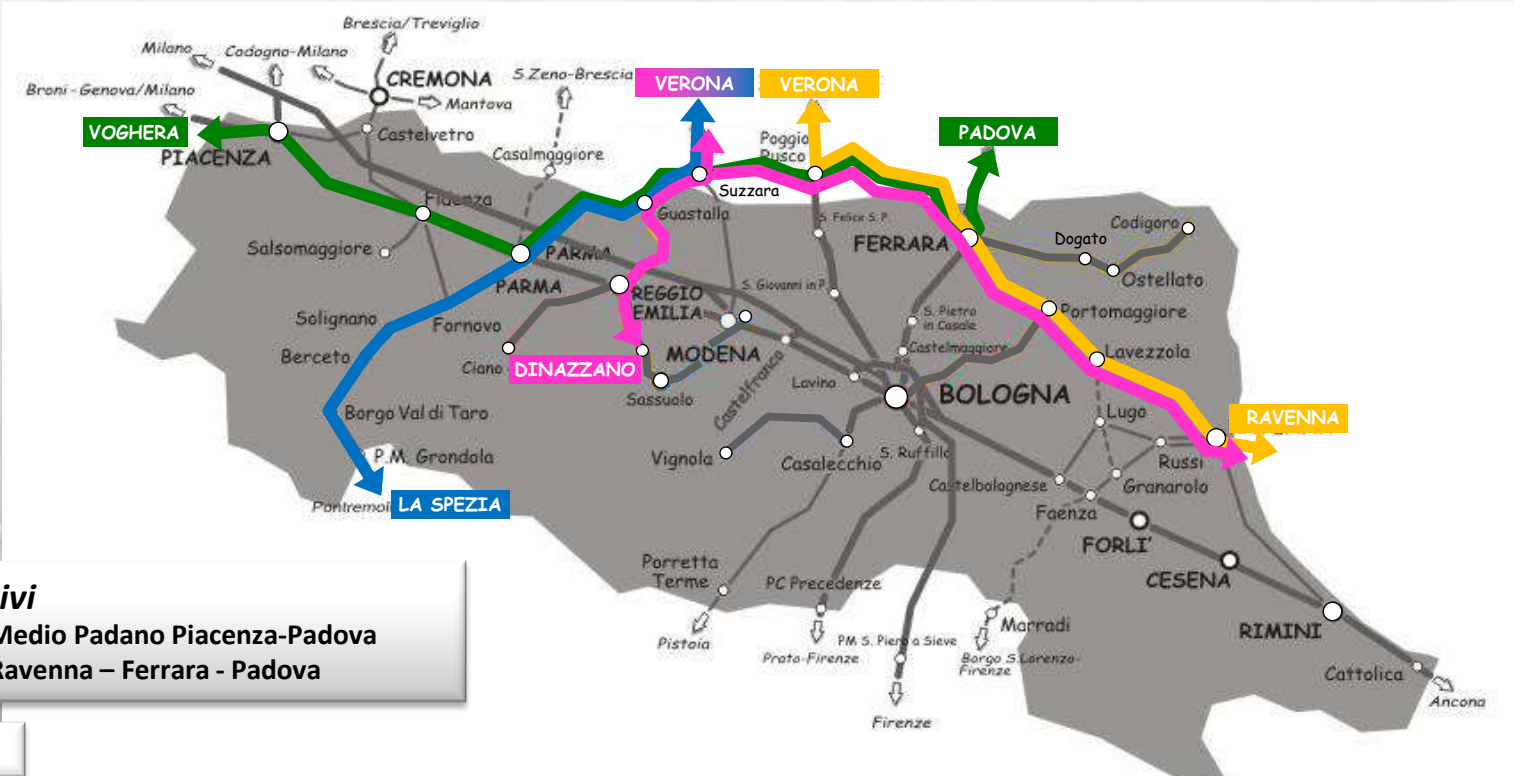 Brescia/Treviglio
Milano
Codogno-Milano
CREMONA
S.Zeno-Brescia
VERONA
VERONA
Broni - Genova/Milano
Mantova
VOGHERA
Castelvetro
PADOVA
PIACENZA
Casalmaggiore
Poggio
Rusco
Suzzara
Fidenza
Guastalla
S. Felice S. P.
Codigoro
Salsomaggiore
PARMA
FERRARA
Dogato
Ostellato
PARMA
REGGIO
EMILIA
S. Giovanni in P.
Solignano
Fornovo
S. Pietro
in Casale
Portomaggiore
Berceto
Ciano
DINAZZANO
MODENA
Castelmaggiore
Lavezzola
Castelfranco
Lavino
BOLOGNA
Sassuolo
Borgo Val di Taro
Lugo
RAVENNA
P.M. Grondola
Vignola
Casalecchio
S. Ruffillo
Russi
Castelbolognese
Granarolo
LA SPEZIA
Faenza
FORLI'
CESENA
ivi
Medio Padano Piacenza-Padova
Ravenna – Ferrara - Padova
Porretta
Terme
PC Precedenze
Marradi
RIMINI
Pistoia
Prato-Firenze
PM S. Piero a Sieve
Borgo S.Lorenzo-
Firenze
Cattolica
Ancona
Firenze